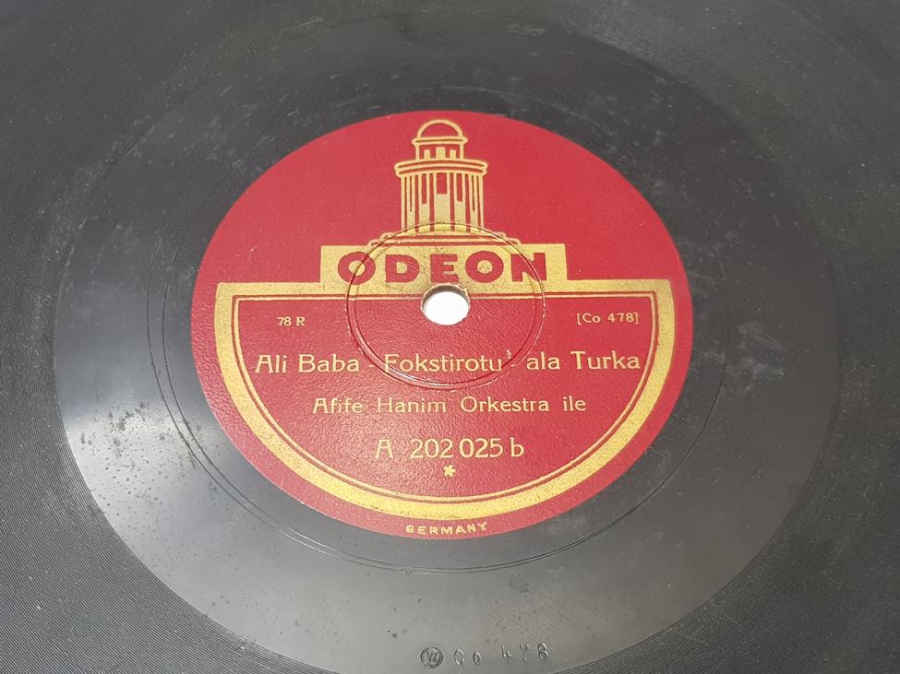 ODEON
78 R [Co 478]
Ali Baba - Fokstirotu - ala Turka
Afife Hanim Orkestra ile
A 202 025 b
*
GERMANY
W Co 478